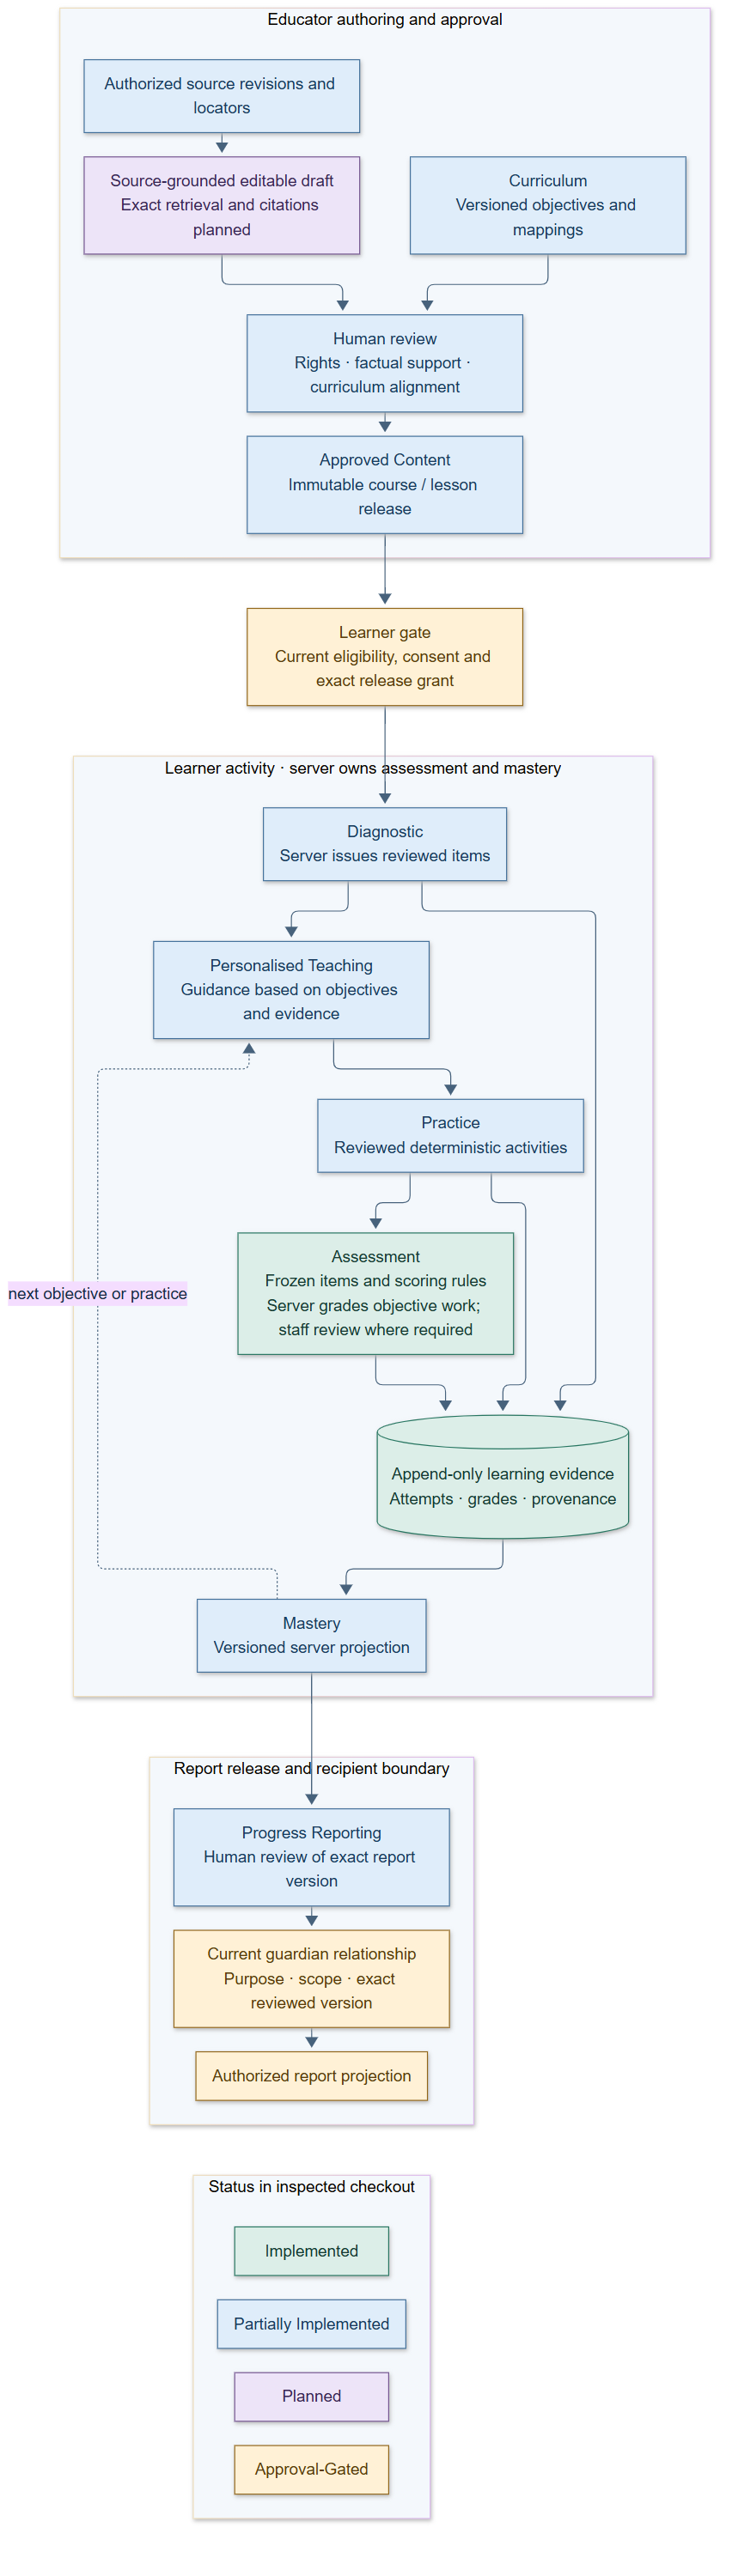 Educator authoring and approval
Authorized source revisions and
locators
Source-grounded editable draft
Exact retrieval and citations
planned
Curriculum
Versioned objectives and
mappings
Human review
Rights · factual support ·
curriculum alignment
Approved Content
Immutable course / lesson
release
Learner gate
Current eligibility, consent and
exact release grant
Learner activity · server owns assessment and mastery
Diagnostic
Server issues reviewed items
Personalised Teaching
Guidance based on objectives
and evidence
Practice
Reviewed deterministic activities
Assessment
Frozen items and scoring rules
Server grades objective work;
staff review where required
next objective or practice
Append-only learning evidence
Attempts · grades · provenance
Mastery
Versioned server projection
Report release and recipient boundary
Progress Reporting
Human review of exact report
version
Current guardian relationship
Purpose · scope · exact
reviewed version
Authorized report projection
Status in inspected checkout
Implemented
Partially Implemented
Planned
Approval-Gated